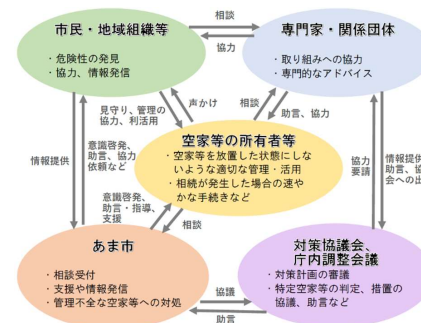 市民・地域組織等
・危険性の発見
・協力、情報発信
相談
協力
専門家・関係団体
・取り組みへの協力
・専門的なアドバイス
見守り、管理の
協力、利活用
声かけ
相談
助言、協力
空家等の所有者等
・空家等を放置した状態にしな
いような適切な管理・活用
・相続が発生した場合の速や
かな手続きなど
情報提供
意識啓発、
助言、協力
依頼など
意識啓発、
助言・指導、
支援
相談
協力
要請
情報提供
助言、協
会への出
あま市
・相談受付
・支援や情報発信
・管理不全な空家等への対処
協議
助言
対策協議会、
庁内調整会議
・対策計画の審議
・特定空家等の判定、措置の
協議、助言など